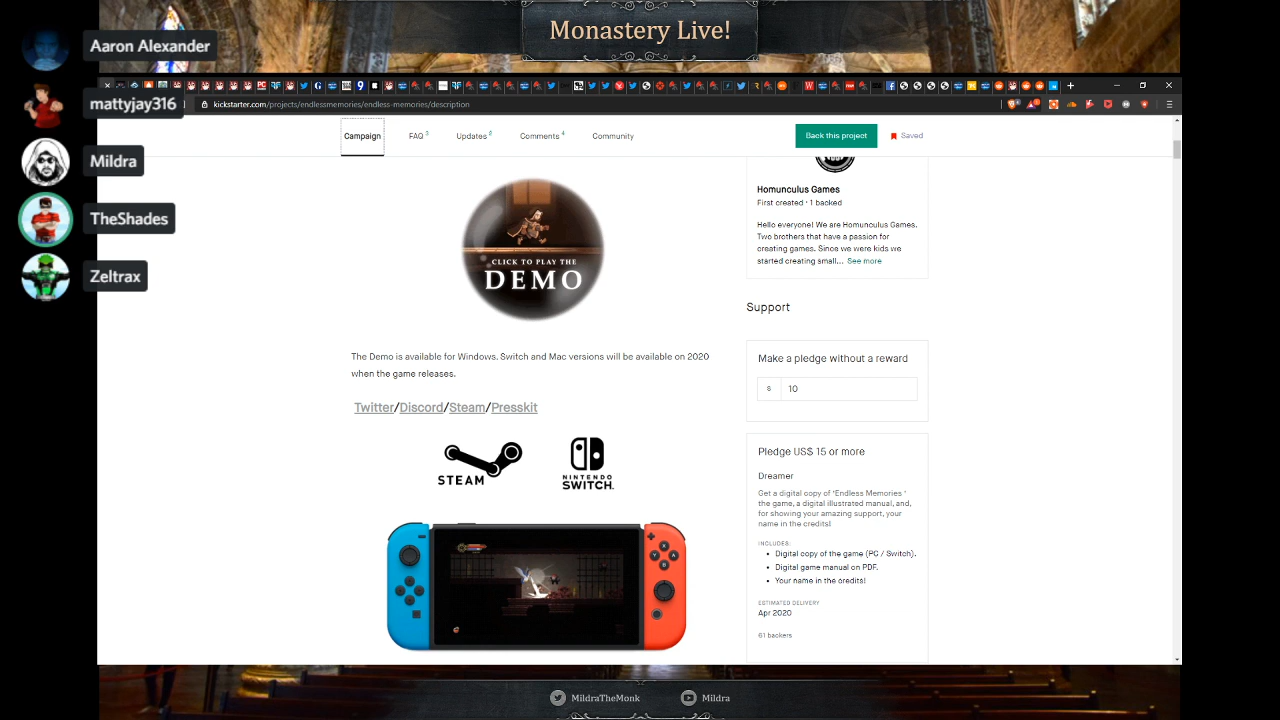 Monastery Live!
Aaron Alexander
mattyjay316
Mildra
TheShades
Zeltrax
kickstarter.com/projects/endlessmemories/endless-memories/description
Campaign
FAQ 3
Updates 2
Comments 4
Community
Back this project
Saved
CLICK TO PLAY THE
DEMO
The Demo is available for Windows. Switch and Mac versions will be available on 2020
when the game releases.
Twitter/Discord/Steam/Presskit
STEAM
NINTENDO
SWITCH.
Homunculus Games
First created · 1 backed
Hello everyone! We are Homunculus Games.
Two brothers that have a passion for
creating games. Since we were kids we
started creating small... See more
Support
Make a pledge without a reward
$ 10
Pledge US$ 15 or more
Dreamer
Get a digital copy of "Endless Memories "
the game, a digital illustrated manual, and,
for showing your amazing support, your
name in the credits!
INCLUDES:
• Digital copy of the game (PC / Switch).
• Digital game manual on PDF.
• Your name in the credits!
ESTIMATED DELIVERY
Apr 2020
61 backers
MildraTheMonk
Mildra